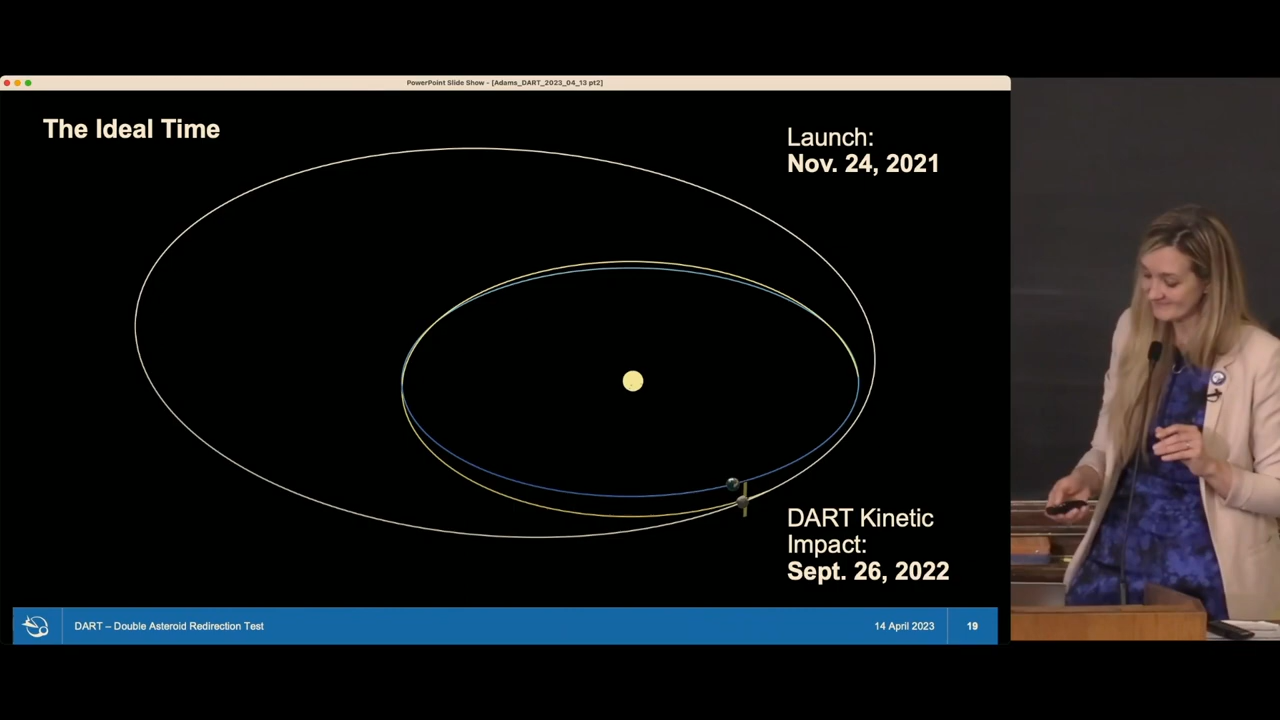 PowerPoint Slide Show - [Adams_DART_2023_04_13 pt2]
The Ideal Time
Launch:
Nov. 24, 2021
DART Kinetic
Impact:
Sept. 26, 2022
DART – Double Asteroid Redirection Test
14 April 2023
19